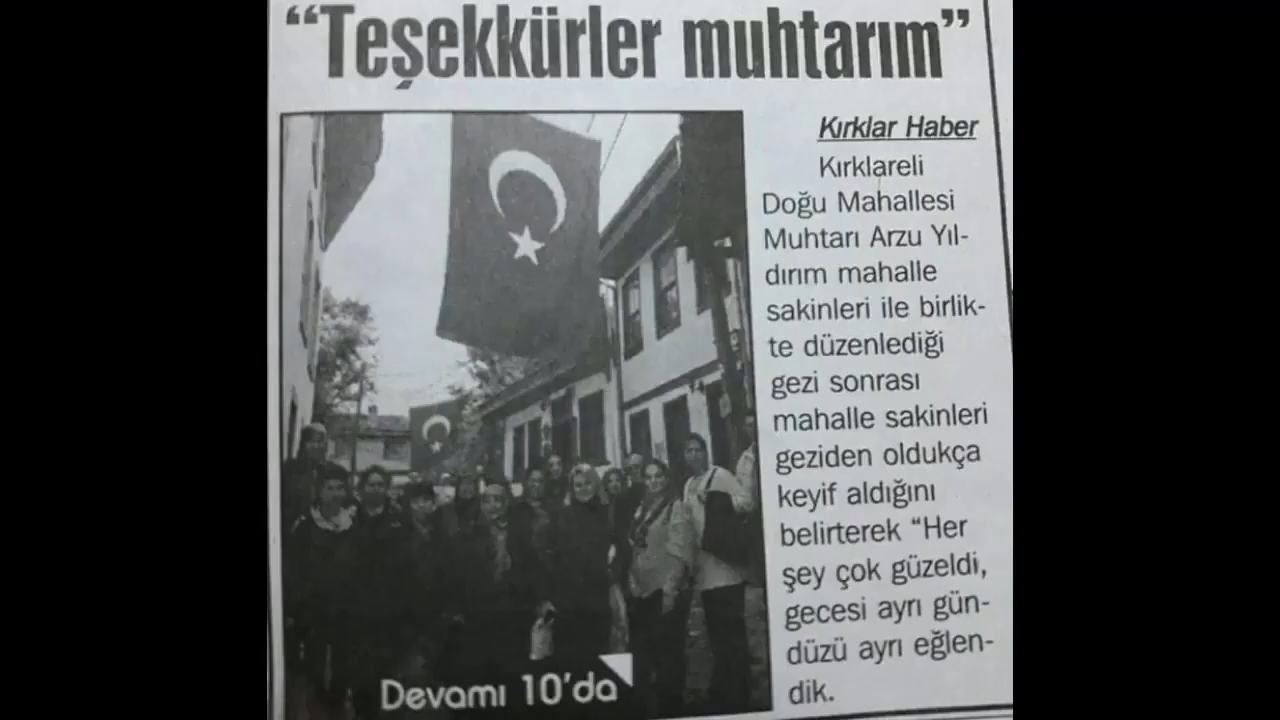 “Teşekkürler muhtarım”
Kırklar Haber
Kırklareli
Doğu Mahallesi
Muhtarı Arzu Yıl-
dırım mahalle
sakinleri ile birlik-
te düzenlediği
gezi sonrası
mahalle sakinleri
geziden oldukça
keyif aldığını
belirterek “Her
şey çok güzeldi,
gecesi ayrı gün-
düzü ayrı eğlen-
dik.
Devamı 10’da